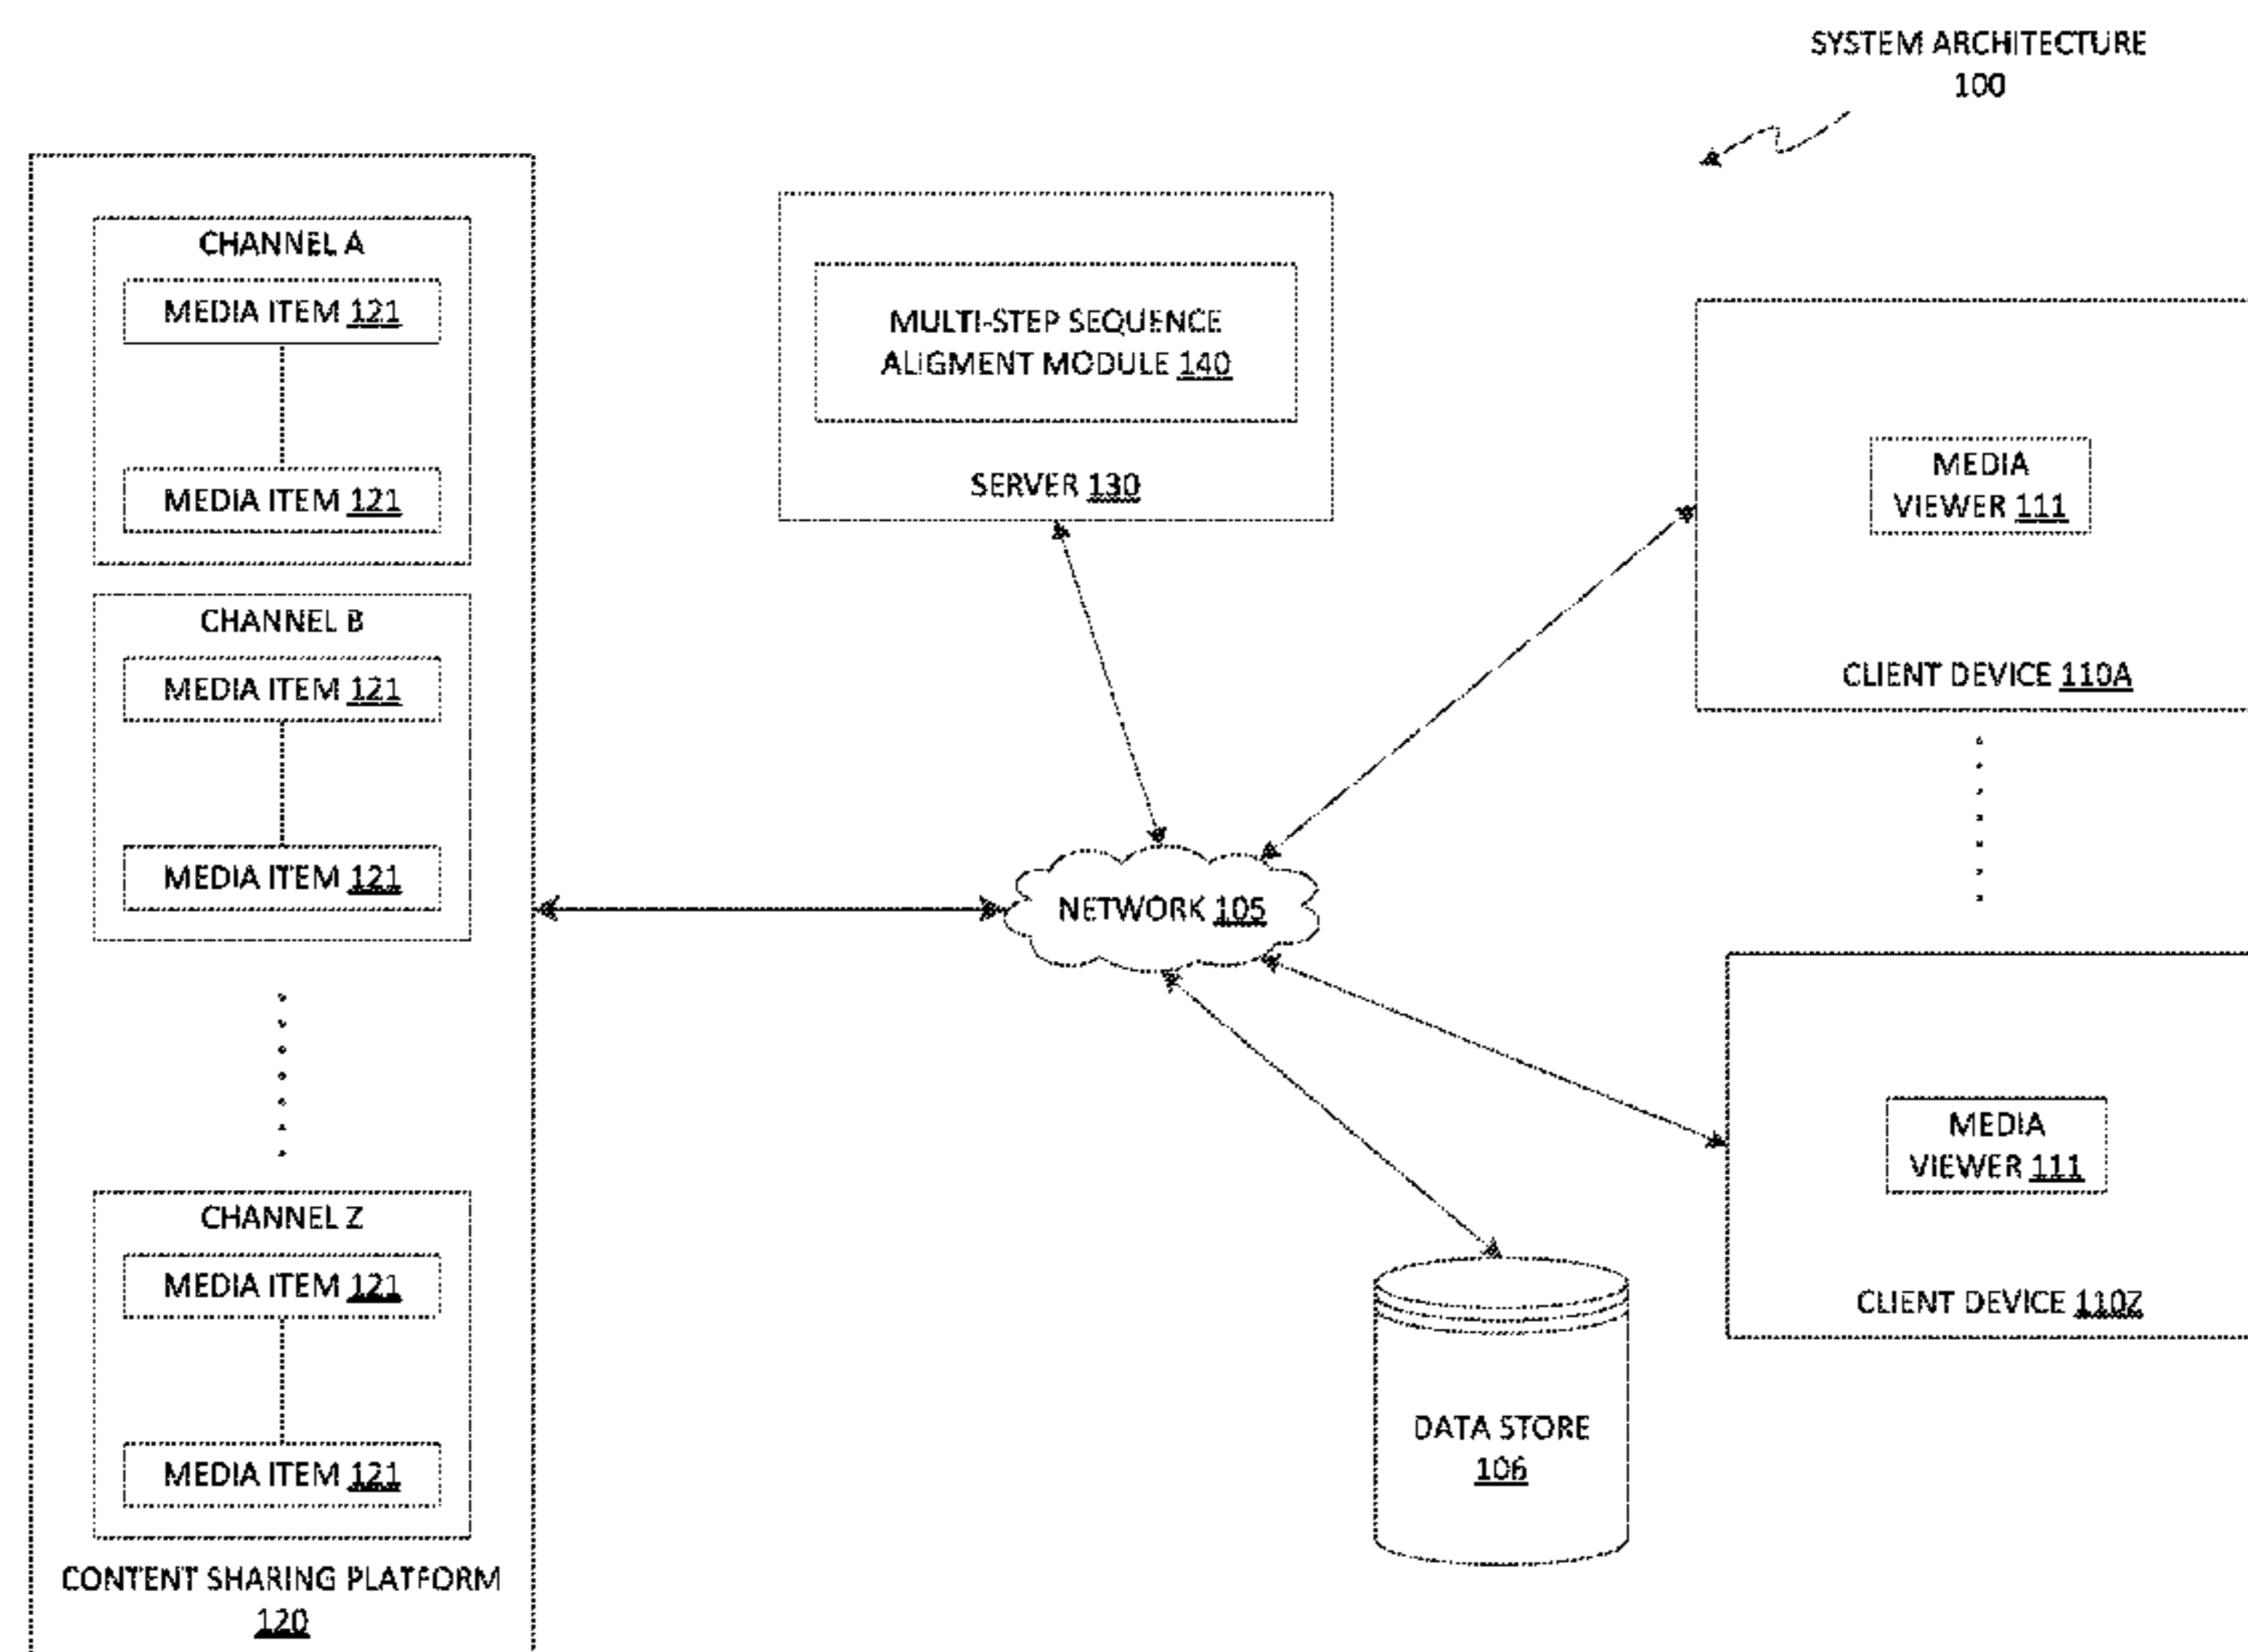 SYSTEM ARCHITECTURE
100
CHANNEL A
MEDIA ITEM 121
MEDIA ITEM 121
CHANNEL B
MEDIA ITEM 121
MEDIA ITEM 121
CHANNEL Z
MEDIA ITEM 121
MEDIA ITEM 121
CONTENT SHARING PLATFORM
120
MULTI-STEP SEQUENCE
ALIGMENT MODULE 140
SERVER 130
NETWORK 105
DATA STORE
106
MEDIA
VIEWER 111
CLIENT DEVICE 110A
MEDIA
VIEWER 111
CLIENT DEVICE 110Z